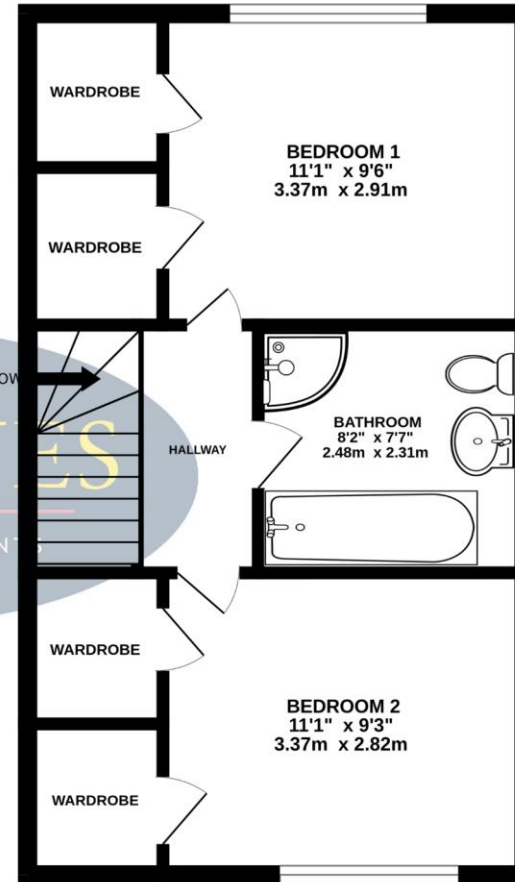 WARDROBE
BEDROOM 1
11'1" x 9'6"
3.37m x 2.91m
WARDROBE
HALLWAY
BATHROOM
8'2" x 7'7"
2.48m x 2.31m
WARDROBE
BEDROOM 2
11'1" x 9'3"
3.37m x 2.82m
WARDROBE